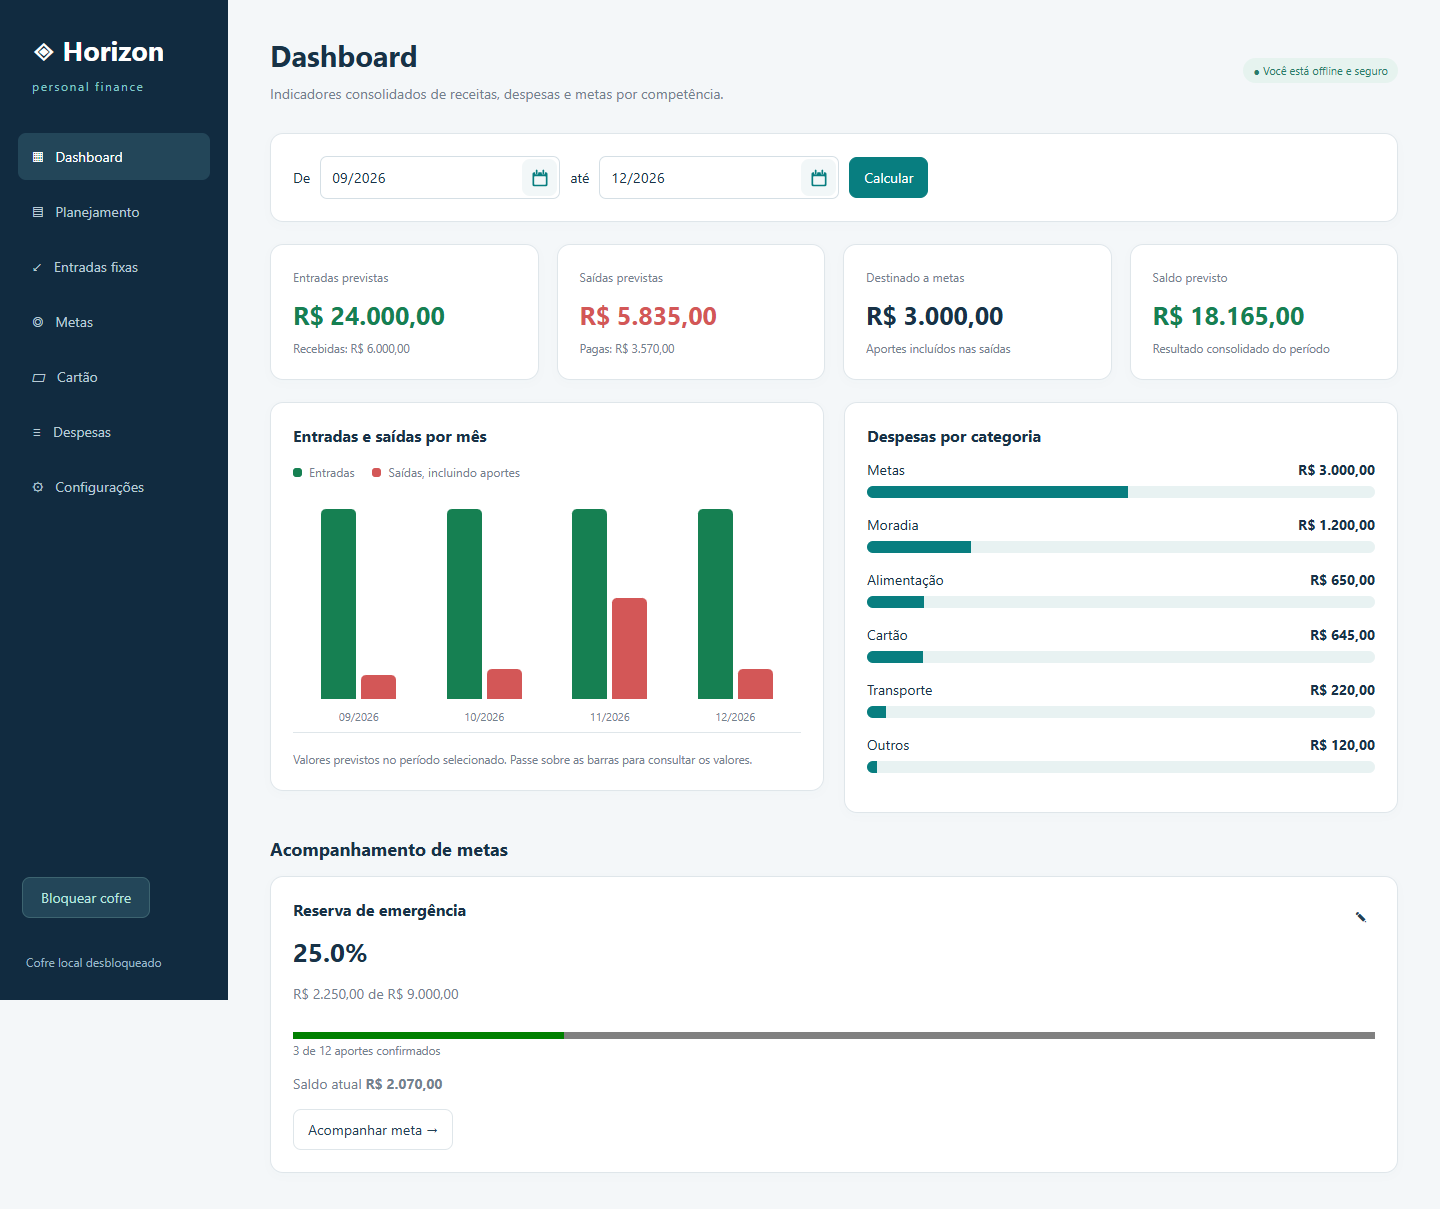 Horizon
personal finance
Dashboard
Planejamento
Entradas fixas
Metas
Cartão
Despesas
Configurações
Bloquear cofre
Cofre local desbloqueado
Dashboard
Indicadores consolidados de receitas, despesas e metas por competência.
● Você está offline e seguro
De 09/2026 até 12/2026 Calcular
Entradas previstas
R$ 24.000,00
Recebidas: R$ 6.000,00
Saídas previstas
R$ 5.835,00
Pagas: R$ 3.570,00
Destinado a metas
R$ 3.000,00
Aportes incluídos nas saídas
Saldo previsto
R$ 18.165,00
Resultado consolidado do período
Entradas e saídas por mês
Entradas Saídas, incluindo aportes
09/2026 10/2026 11/2026 12/2026
Valores previstos no período selecionado. Passe sobre as barras para consultar os valores.
Despesas por categoria
Metas R$ 3.000,00
Moradia R$ 1.200,00
Alimentação R$ 650,00
Cartão R$ 645,00
Transporte R$ 220,00
Outros R$ 120,00
Acompanhamento de metas
Reserva de emergência
25.0%
R$ 2.250,00 de R$ 9.000,00
3 de 12 aportes confirmados
Saldo atual R$ 2.070,00
Acompanhar meta →